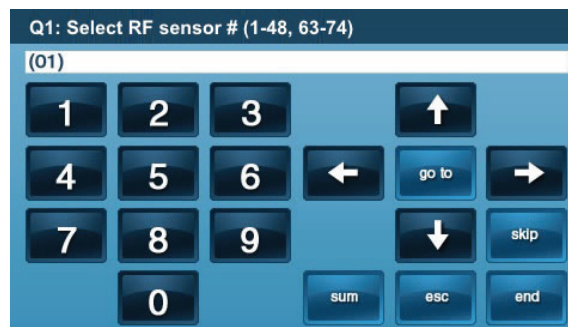 Q1: Select RF sensor # (1-48, 63-74)
(01)
1 2 3
4 5 6 go to
7 8 9 skip
0 sum esc end